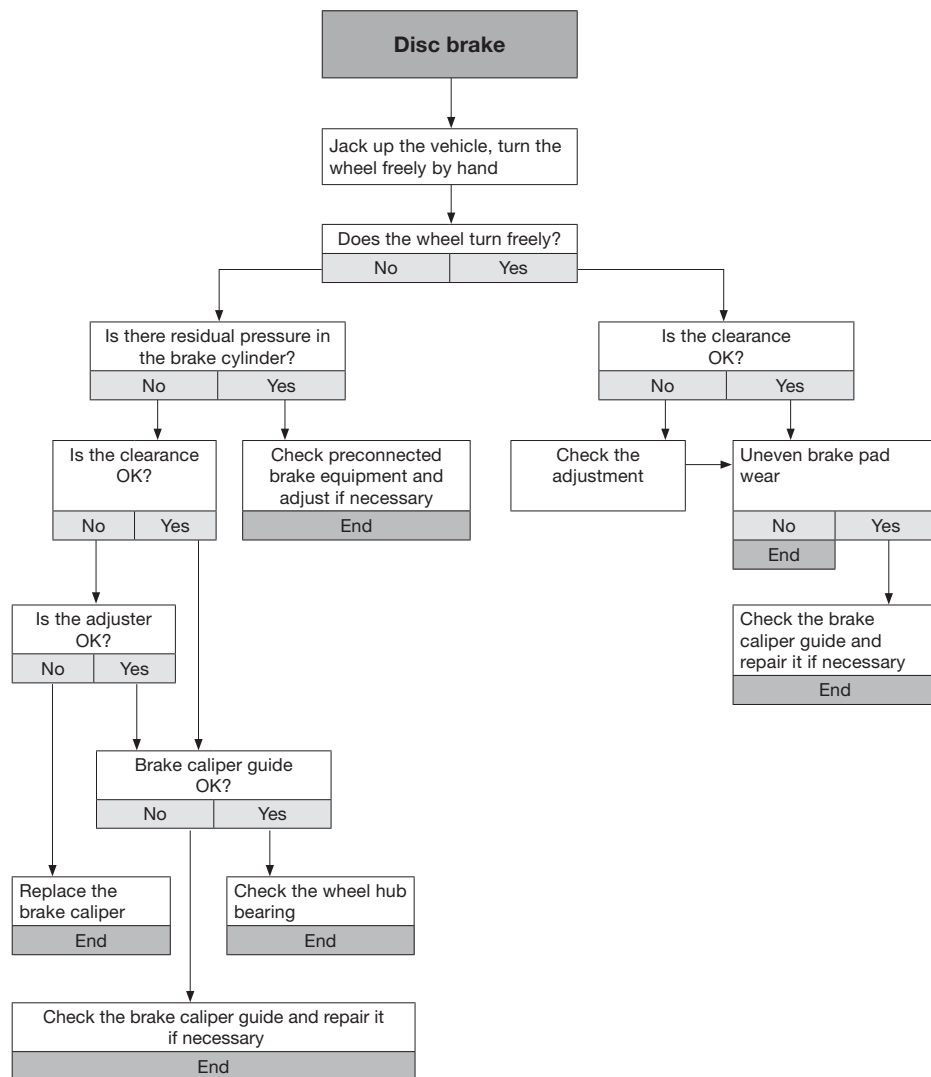 Disc brake
Jack up the vehicle, turn the
wheel freely by hand
Does the wheel turn freely?
No
Yes
Is there residual pressure in
the brake cylinder?
No
Yes
Is the clearance
OK?
No
Yes
Is the clearance
OK?
No
Yes
Check preconnected
brake equipment and
adjust if necessary
End
Check the
adjustment
Uneven brake pad
wear
No
Yes
End
Is the adjuster
OK?
No
Yes
Check the brake
caliper guide and
repair it if necessary
End
Brake caliper guide
OK?
No
Yes
Replace the
brake caliper
End
Check the wheel hub
bearing
End
Check the brake caliper guide and repair it
if necessary
End